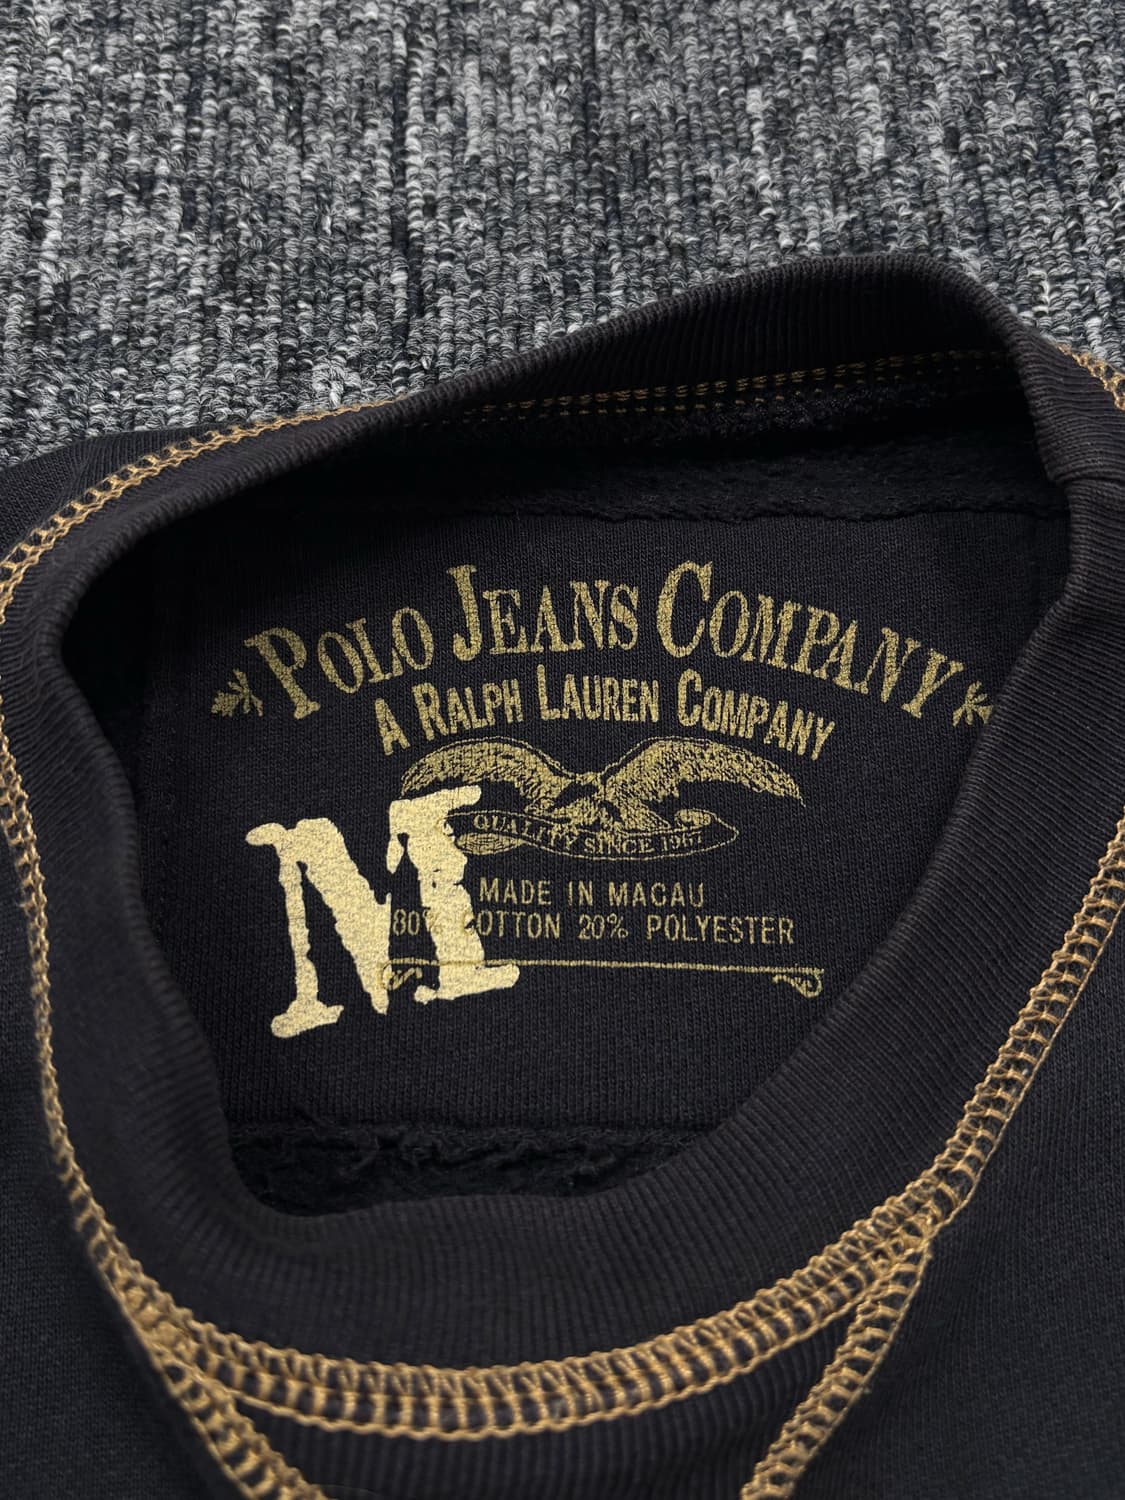 POLO JEANS COMPANY
A RALPH LAUREN COMPANY
QUALITY SINCE 1967
M
MADE IN MACAU
80% COTTON 20% POLYESTER